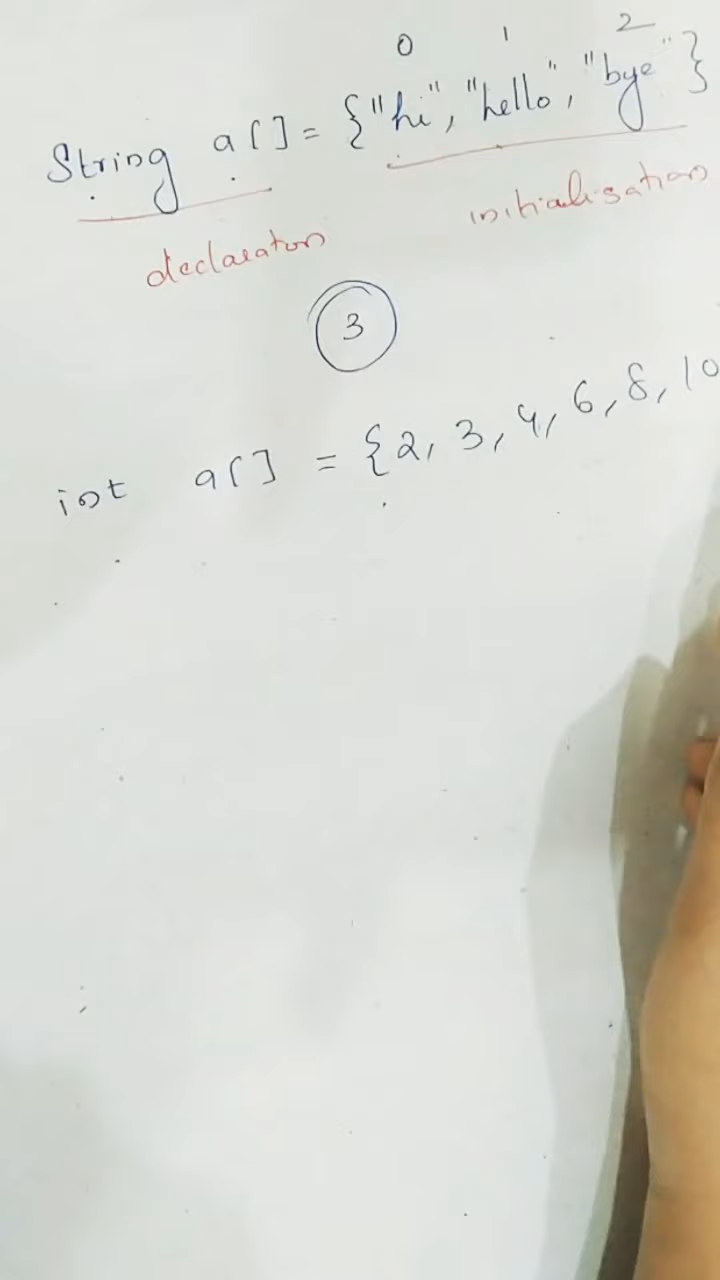 0 1 2
String a[] = {"hi", "hello", "bye"}
declaration initialisation
3
int a[] = {2, 3, 4, 6, 8, 10